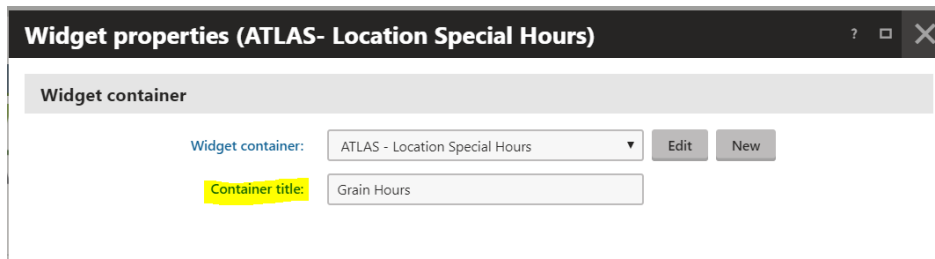 Widget properties (ATLAS- Location Special Hours) ?
Widget container
Widget container: ATLAS - Location Special Hours Edit New
Container title: Grain Hours